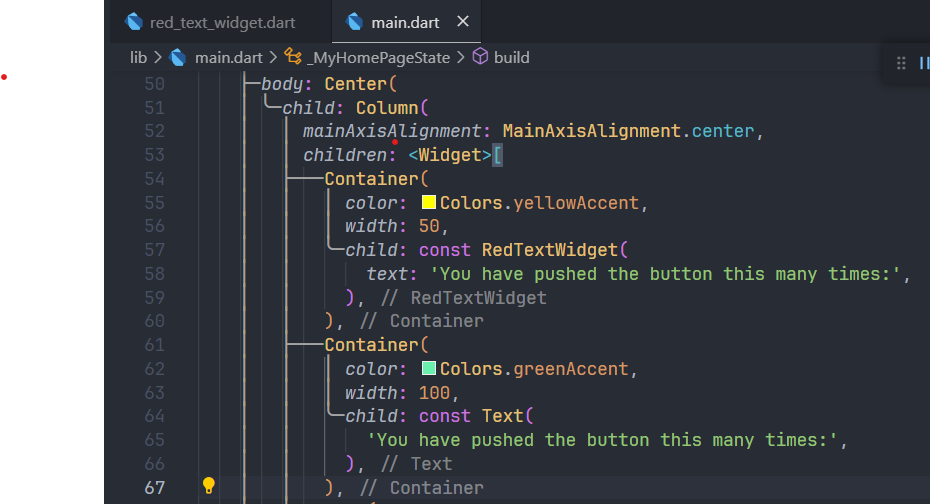 red_text_widget.dart main.dart
lib main.dart _MyHomePageState build
50 body: Center(
51 child: Column(
52 mainAxisAlignment: MainAxisAlignment.center,
53 children: <Widget>[
54 Container(
55 color: Colors.yellowAccent,
56 width: 50,
57 child: const RedTextWidget(
58 text: 'You have pushed the button this many times:',
59 ), // RedTextWidget
60 ), // Container
61 Container(
62 color: Colors.greenAccent,
63 width: 100,
64 child: const Text(
65 'You have pushed the button this many times:',
66 ), // Text
67 ), // Container